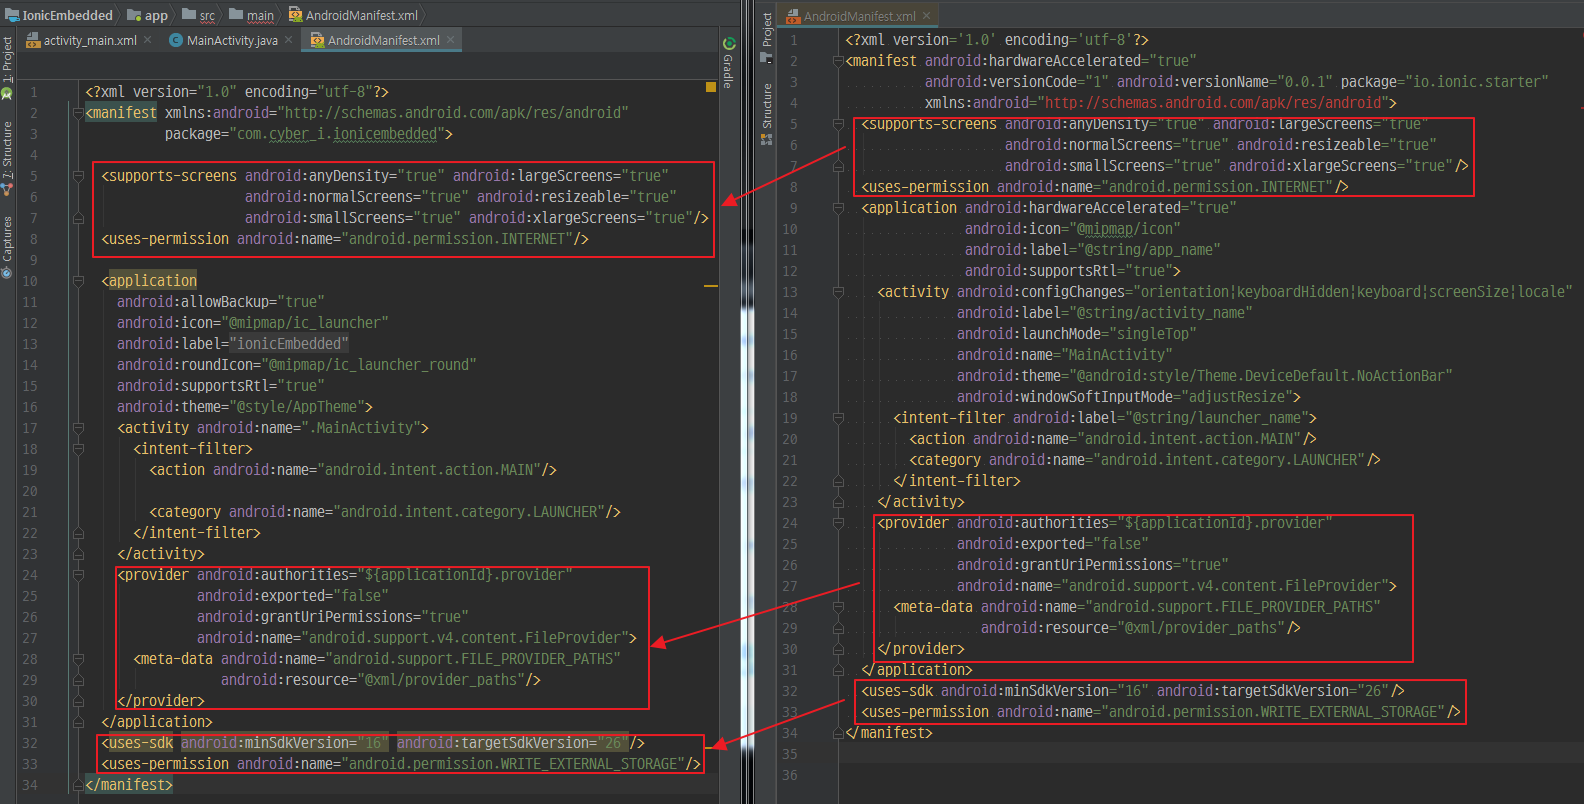 IonicEmbedded app src main AndroidManifest.xml
activity_main.xml MainActivity.java AndroidManifest.xml
1: Project
7: Structure
Captures
1 <?xml version="1.0" encoding="utf-8"?>
2 <manifest xmlns:android="http://schemas.android.com/apk/res/android"
3 package="com.cyber_i.ionicembedded">
4
5 <supports-screens android:anyDensity="true" android:largeScreens="true"
6 android:normalScreens="true" android:resizeable="true"
7 android:smallScreens="true" android:xlargeScreens="true"/>
8 <uses-permission android:name="android.permission.INTERNET"/>
9
10 <application
11 android:allowBackup="true"
12 android:icon="@mipmap/ic_launcher"
13 android:label="ionicEmbedded"
14 android:roundIcon="@mipmap/ic_launcher_round"
15 android:supportsRtl="true"
16 android:theme="@style/AppTheme">
17 <activity android:name=".MainActivity">
18 <intent-filter>
19 <action android:name="android.intent.action.MAIN"/>
20
21 <category android:name="android.intent.category.LAUNCHER"/>
22 </intent-filter>
23 </activity>
24 <provider android:authorities="${applicationId}.provider"
25 android:exported="false"
26 android:grantUriPermissions="true"
27 android:name="android.support.v4.content.FileProvider">
28 <meta-data android:name="android.support.FILE_PROVIDER_PATHS"
29 android:resource="@xml/provider_paths"/>
30 </provider>
31 </application>
32 <uses-sdk android:minSdkVersion="16" android:targetSdkVersion="26"/>
33 <uses-permission android:name="android.permission.WRITE_EXTERNAL_STORAGE"/>
34 </manifest>
Gradle
Project
Structure
AndroidManifest.xml
1 <?xml version='1.0' encoding='utf-8'?>
2 <manifest android:hardwareAccelerated="true"
3 android:versionCode="1" android:versionName="0.0.1" package="io.ionic.starter"
4 xmlns:android="http://schemas.android.com/apk/res/android">
5 <supports-screens android:anyDensity="true" android:largeScreens="true"
6 android:normalScreens="true" android:resizeable="true"
7 android:smallScreens="true" android:xlargeScreens="true"/>
8 <uses-permission android:name="android.permission.INTERNET"/>
9 <application android:hardwareAccelerated="true"
10 android:icon="@mipmap/icon"
11 android:label="@string/app_name"
12 android:supportsRtl="true">
13 <activity android:configChanges="orientation|keyboardHidden|keyboard|screenSize|locale"
14 android:label="@string/activity_name"
15 android:launchMode="singleTop"
16 android:name="MainActivity"
17 android:theme="@android:style/Theme.DeviceDefault.NoActionBar"
18 android:windowSoftInputMode="adjustResize">
19 <intent-filter android:label="@string/launcher_name">
20 <action android:name="android.intent.action.MAIN"/>
21 <category android:name="android.intent.category.LAUNCHER"/>
22 </intent-filter>
23 </activity>
24 <provider android:authorities="${applicationId}.provider"
25 android:exported="false"
26 android:grantUriPermissions="true"
27 android:name="android.support.v4.content.FileProvider">
28 <meta-data android:name="android.support.FILE_PROVIDER_PATHS"
29 android:resource="@xml/provider_paths"/>
30 </provider>
31 </application>
32 <uses-sdk android:minSdkVersion="16" android:targetSdkVersion="26"/>
33 <uses-permission android:name="android.permission.WRITE_EXTERNAL_STORAGE"/>
34 </manifest>
35
36